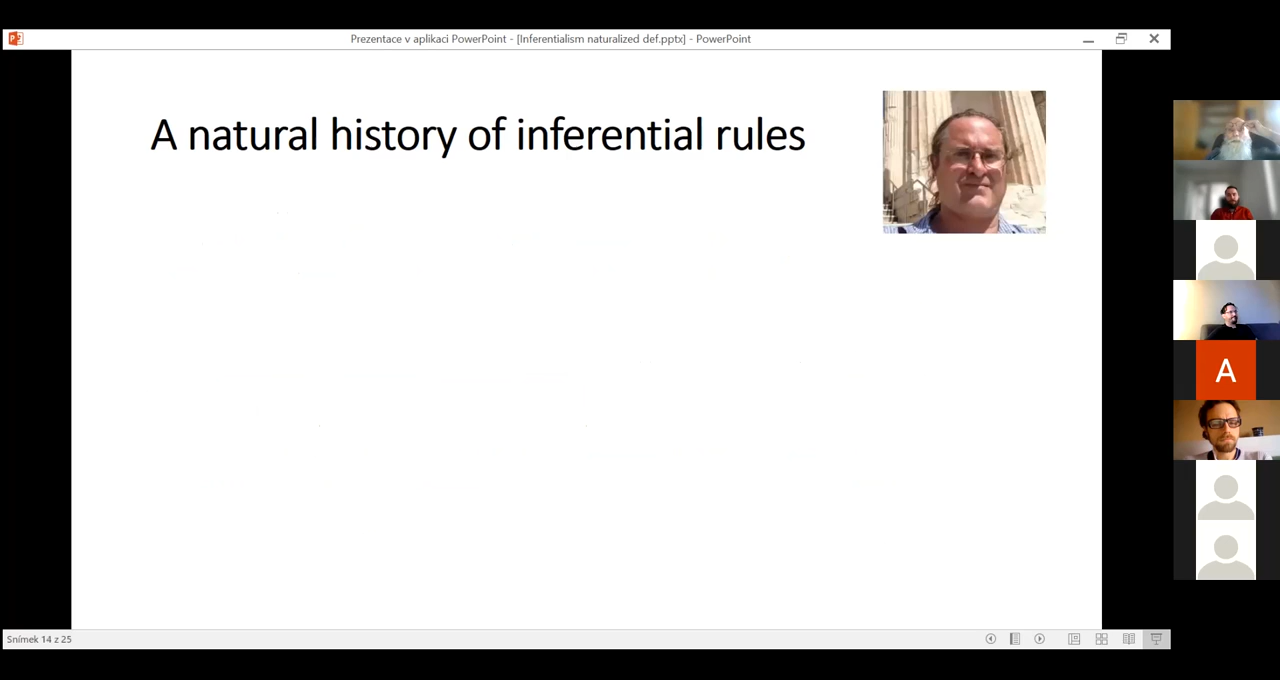 Prezentace v aplikaci PowerPoint - [Inferentialism naturalized def.pptx] - PowerPoint
A natural history of inferential rules
A
Snímek 14 z 25